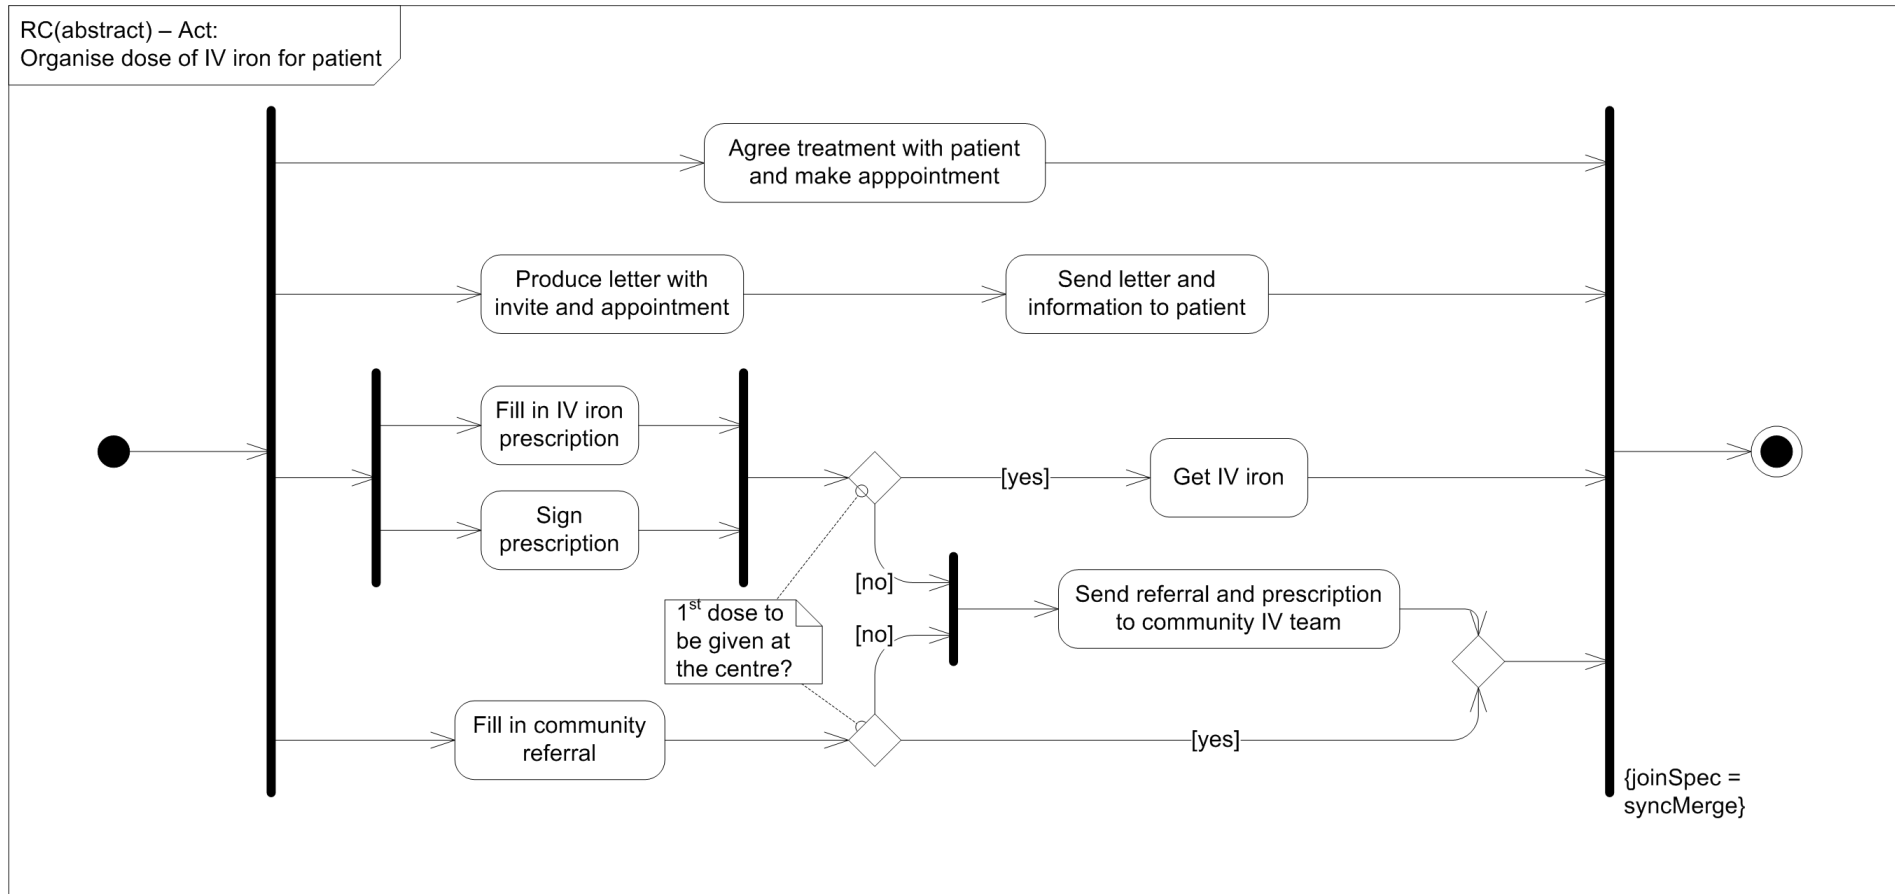 RC(abstract) – Act:
Organise dose of IV iron for patient
Agree treatment with patient
and make apppointment
Produce letter with
invite and appointment
Send letter and
information to patient
Fill in IV iron
prescription
Sign
prescription
[yes]
Get IV iron
[no]
1st dose to
be given at
the centre?
[no]
Send referral and prescription
to community IV team
Fill in community
referral
[yes]
{joinSpec =
syncMerge}